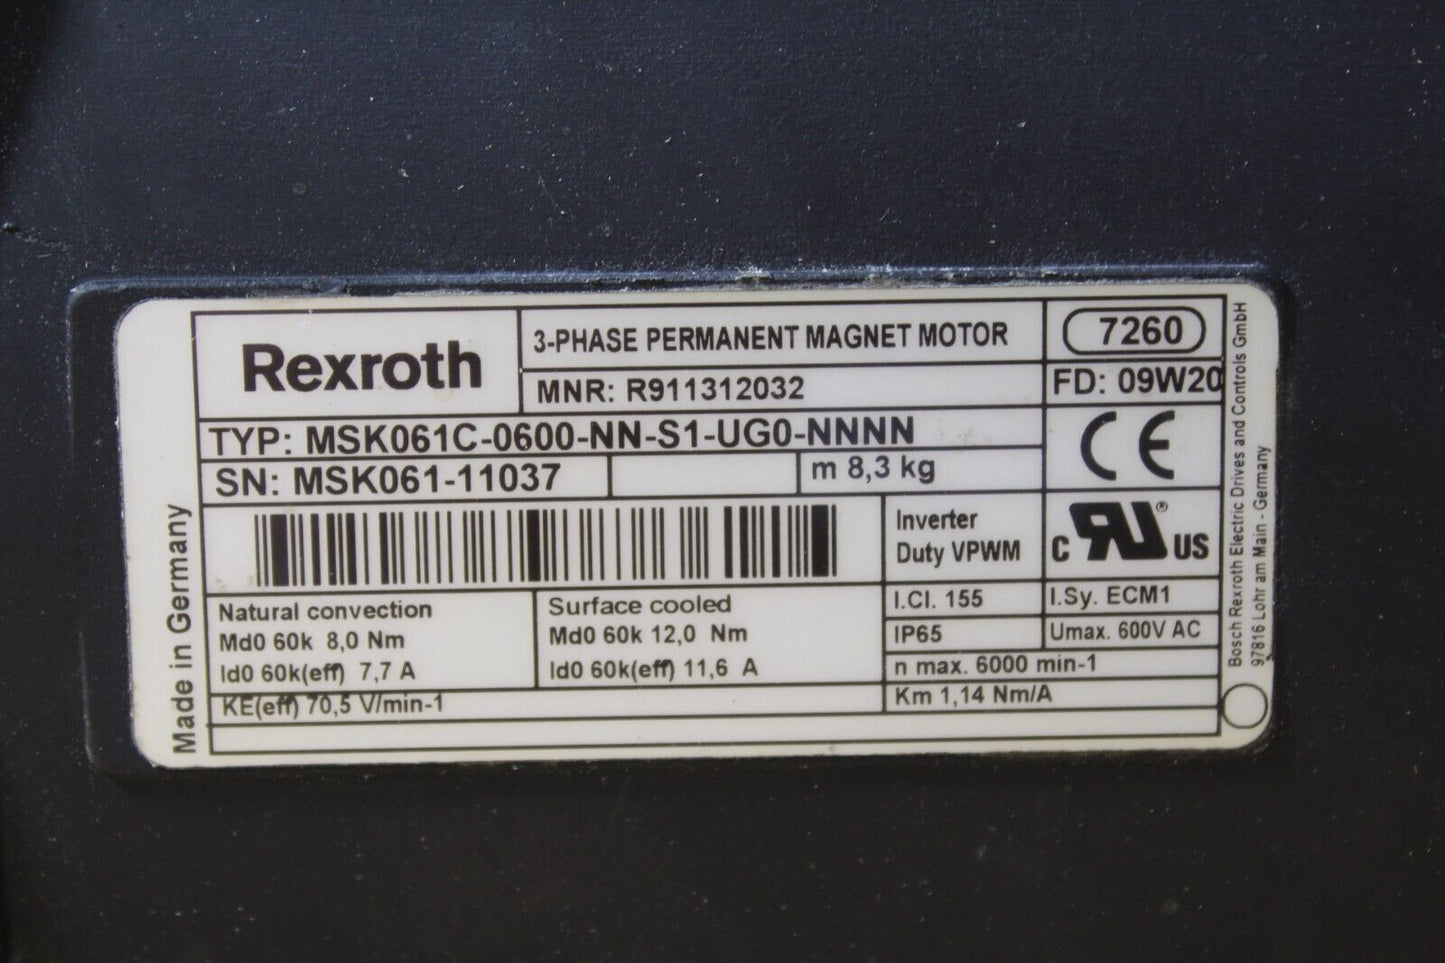 Rexroth
3-PHASE PERMANENT MAGNET MOTOR
7260
MNR: R911312032
FD: 09W20
TYP: MSK061C-0600-NN-S1-UG0-NNNN
SN: MSK061-11037
m 8,3 kg
CE
Inverter
Duty VPWM
C UR® US
Natural convection
Md0 60k 8,0 Nm
Id0 60k(eff) 7,7 A
Surface cooled
Md0 60k 12,0 Nm
Id0 60k(eff) 11,6 A
I.Cl. 155
I.Sy. ECM1
IP65
Umax. 600V AC
n max. 6000 min-1
KE(eff) 70,5 V/min-1
Km 1,14 Nm/A
Made in Germany
Bosch Rexroth Electric Drives and Controls GmbH
97816 Lohr am Main - Germany